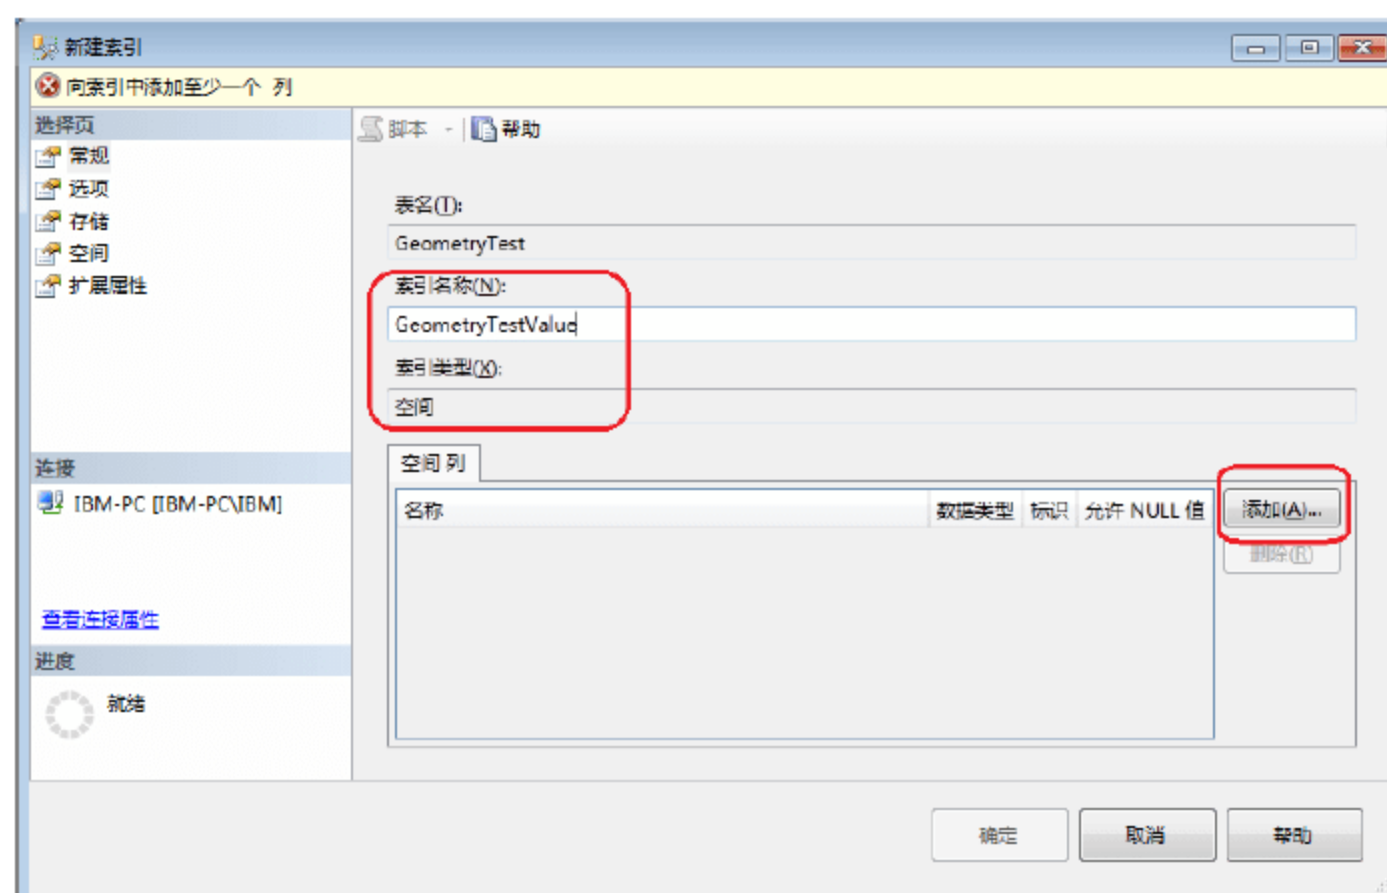 新建索引
向索引中添加至少一个 列
选择页
常规
选项
存储
空间
扩展属性
脚本 帮助
表名(T):
GeometryTest
索引名称(N):
GeometryTestValue
索引类型(X):
空间
空间 列
名称 数据类型 标识 允许 NULL 值
添加(A)...
删除(R)
连接
IBM-PC [IBM-PC\IBM]
查看连接属性
进度
就绪
确定 取消 帮助